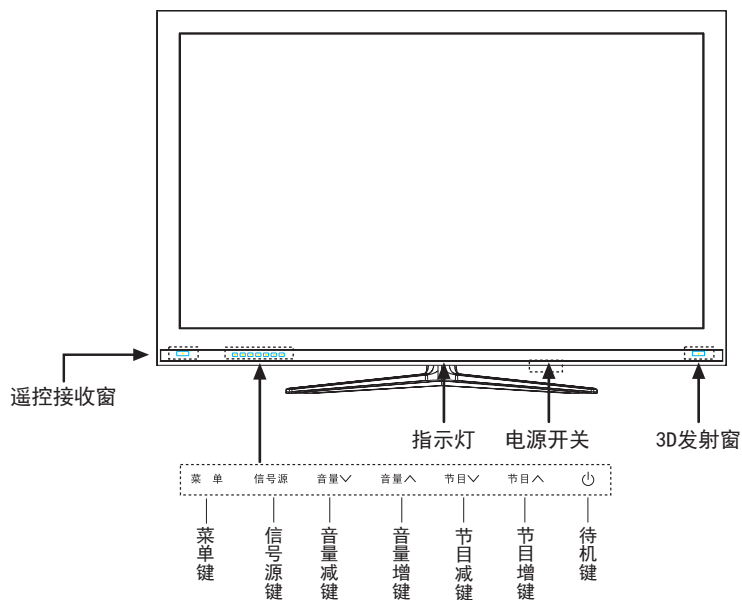 遥控接收窗
指示灯
电源开关
3D发射窗
菜 单
信号源
音量∨
音量∧
节目∨
节目∧
菜单键
信号源键
音量减键
音量增键
节目减键
节目增键
待机键